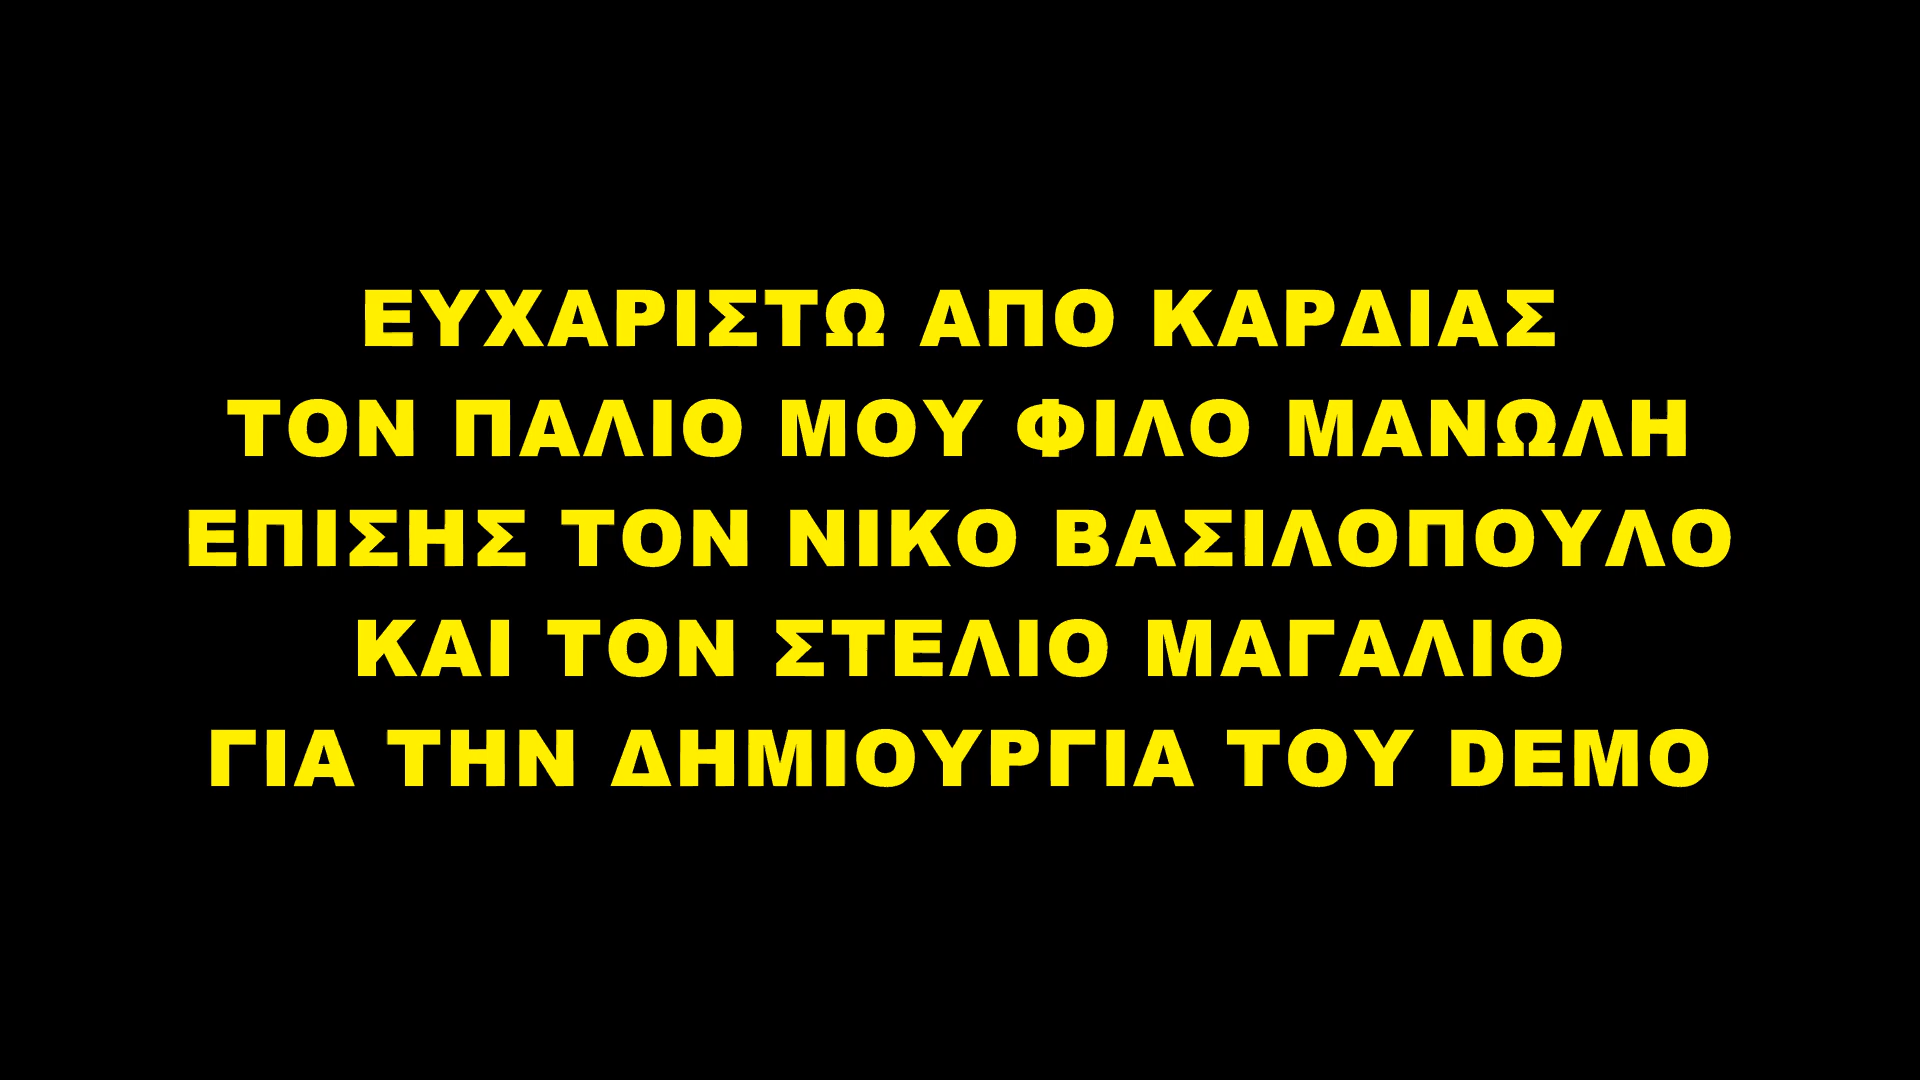 ΕΥΧΑΡΙΣΤΩ ΑΠΟ ΚΑΡΔΙΑΣ
ΤΟΝ ΠΑΛΙΟ ΜΟΥ ΦΙΛΟ ΜΑΝΩΛΗ
ΕΠΙΣΗΣ ΤΟΝ ΝΙΚΟ ΒΑΣΙΛΟΠΟΥΛΟ
ΚΑΙ ΤΟΝ ΣΤΕΛΙΟ ΜΑΓΑΛΙΟ
ΓΙΑ ΤΗΝ ΔΗΜΙΟΥΡΓΙΑ ΤΟΥ DEMO